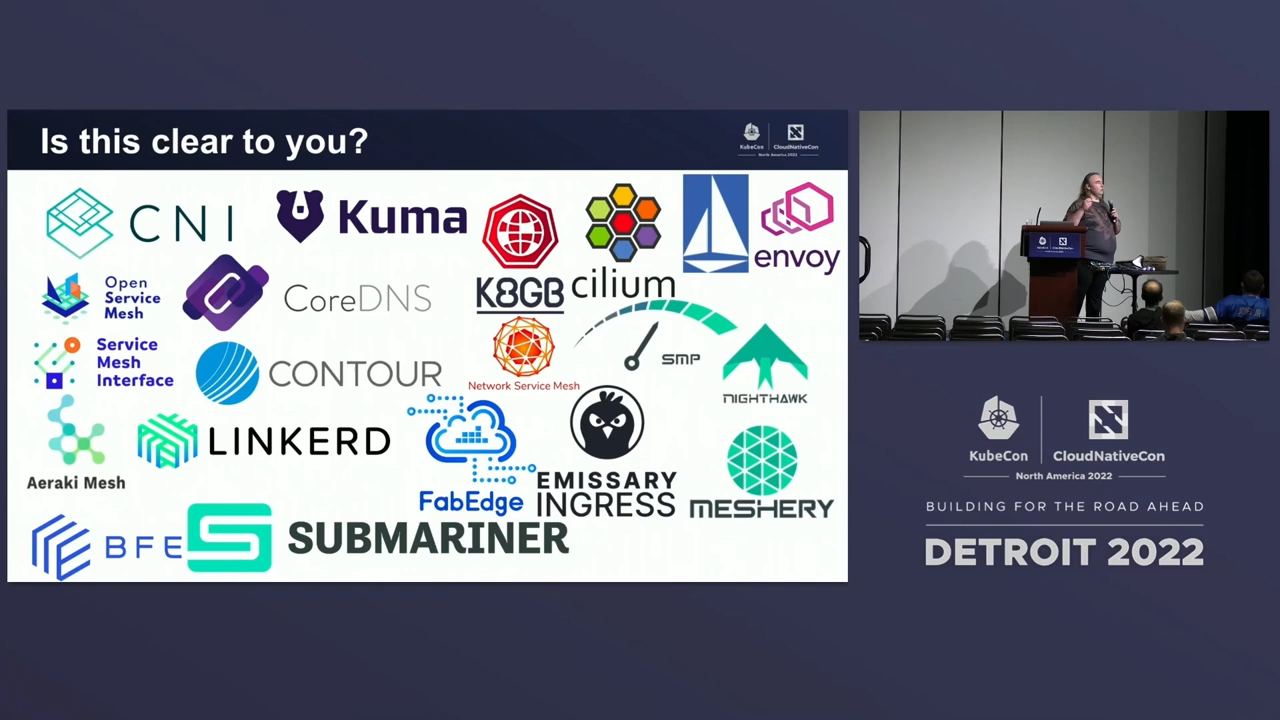 Is this clear to you?
KubeCon
CloudNativeCon
North America 2022
CNI
Kuma
K8GB
cilium
envoy
Open
Service
Mesh
CoreDNS
Service
Mesh
Interface
CONTOUR
Network Service Mesh
SMP
NIGHTHAWK
Aeraki Mesh
LINKERD
FabEdge
EMISSARY
INGRESS
MESHERY
BFE
SUBMARINER
KubeCon
CloudNativeCon
North America 2022
BUILDING FOR THE ROAD AHEAD
DETROIT 2022